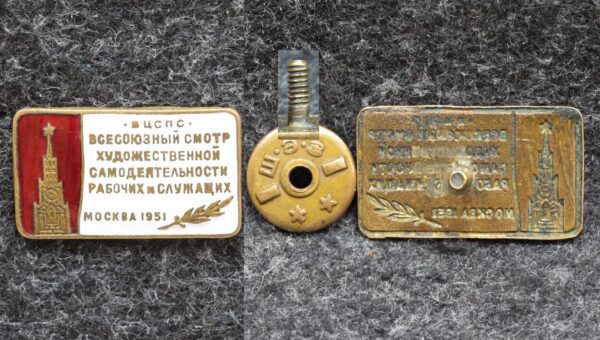 · ВЦСПС ·
ВСЕСОЮЗНЫЙ СМОТР
ХУДОЖЕСТВЕННОЙ
САМОДЕЯТЕЛЬНОСТИ
РАБОЧИХ и СЛУЖАЩИХ
МОСКВА 1951